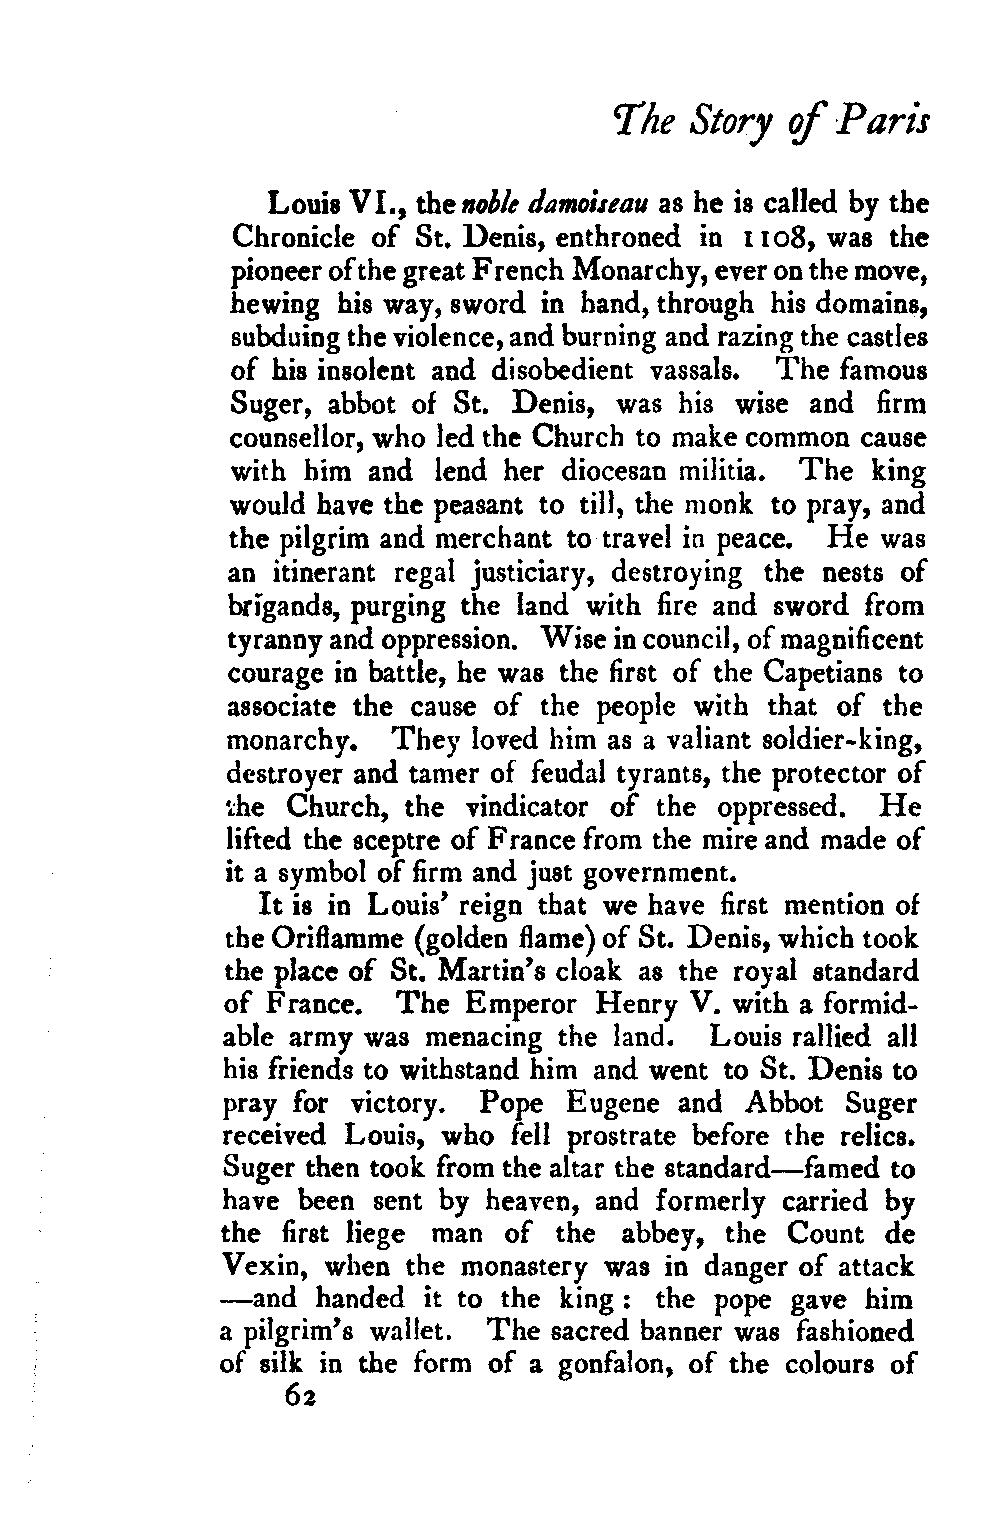 The Story of Paris
Louis VI., the noble damoiseau as he is called by the
Chronicle of St. Denis, enthroned in 1108, was the
pioneer of the great French Monarchy, ever on the move,
hewing his way, sword in hand, through his domains,
subduing the violence, and burning and razing the castles
of his insolent and disobedient vassals. The famous
Suger, abbot of St. Denis, was his wise and firm
counsellor, who led the Church to make common cause
with him and lend her diocesan militia. The king
would have the peasant to till, the monk to pray, and
the pilgrim and merchant to travel in peace. He was
an itinerant regal justiciary, destroying the nests of
brigands, purging the land with fire and sword from
tyranny and oppression. Wise in council, of magnificent
courage in battle, he was the first of the Capetians to
associate the cause of the people with that of the
monarchy. They loved him as a valiant soldier-king,
destroyer and tamer of feudal tyrants, the protector of
the Church, the vindicator of the oppressed. He
lifted the sceptre of France from the mire and made of
it a symbol of firm and just government.
It is in Louis' reign that we have first mention of
the Oriflamme (golden flame) of St. Denis, which took
the place of St. Martin's cloak as the royal standard
of France. The Emperor Henry V. with a formid-
able army was menacing the land. Louis rallied all
his friends to withstand him and went to St. Denis to
pray for victory. Pope Eugene and Abbot Suger
received Louis, who fell prostrate before the relics.
Suger then took from the altar the standard—famed to
have been sent by heaven, and formerly carried by
the first liege man of the abbey, the Count de
Vexin, when the monastery was in danger of attack
—and handed it to the king: the pope gave him
a pilgrim's wallet. The sacred banner was fashioned
of silk in the form of a gonfalon, of the colours of
62